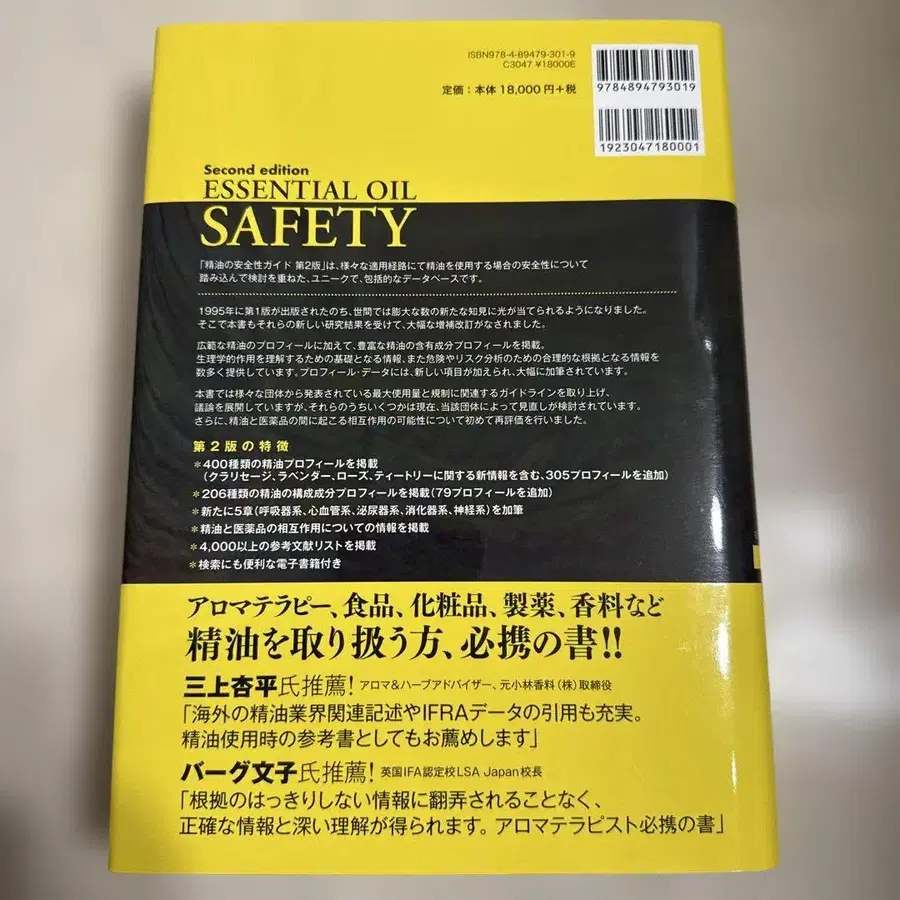 ISBN978-4-89479-301-9
C3047 ¥18000E
定価：本体18,000円＋税
9784894793019
1923047180001
Second edition
ESSENTIAL OIL
SAFETY
「精油の安全性ガイド 第2版」は、様々な適用経路にて精油を使用する場合の安全性について
踏み込んで検討を重ねた、ユニークで、包括的なデータベースです。
1995年に第1版が出版されたのち、世間では膨大な数の新たな知見に光が当てられるようになりました。
そこで本書もそれらの新しい研究結果を受けて、大幅な増補改訂がなされました。
広範な精油のプロフィールに加えて、豊富な精油の含有成分プロフィールを掲載。
生理学的作用を理解するための基礎となる情報、また危険やリスク分析のための合理的な根拠となる情報を
数多く提供しています。プロフィール・データには、新しい項目が加えられ、大幅に加筆されています。
本書では様々な団体から発表されている最大使用量と規制に関連するガイドラインを取り上げ、
議論を展開していますが、それらのうちいくつかは現在、当該団体によって見直しが検討されています。
さらに、精油と医薬品の間に起こる相互作用の可能性について初めて再評価を行いました。
第2版の特徴
*400種類の精油プロフィールを掲載
（クラリセージ、ラベンダー、ローズ、ティートリーに関する新情報を含む、305プロフィールを追加）
*206種類の精油の構成成分プロフィールを掲載（79プロフィールを追加）
*新たに5章（呼吸器系、心血管系、泌尿器系、消化器系、神経系）を加筆
*精油と医薬品の相互作用についての情報を掲載
*4,000以上の参考文献リストを掲載
*検索にも便利な電子書籍付き
アロマテラピー、食品、化粧品、製薬、香料など
精油を取り扱う方、必携の書!!
三上杏平氏推薦！ アロマ&ハーブアドバイザー、元小林香料（株）取締役
「海外の精油業界関連記述やIFRAデータの引用も充実。
精油使用時の参考書としてもお薦めします」
バーグ文子氏推薦！ 英国IFA認定校LSA Japan校長
「根拠のはっきりしない情報に翻弄されることなく、
正確な情報と深い理解が得られます。アロマテラピスト必携の書」